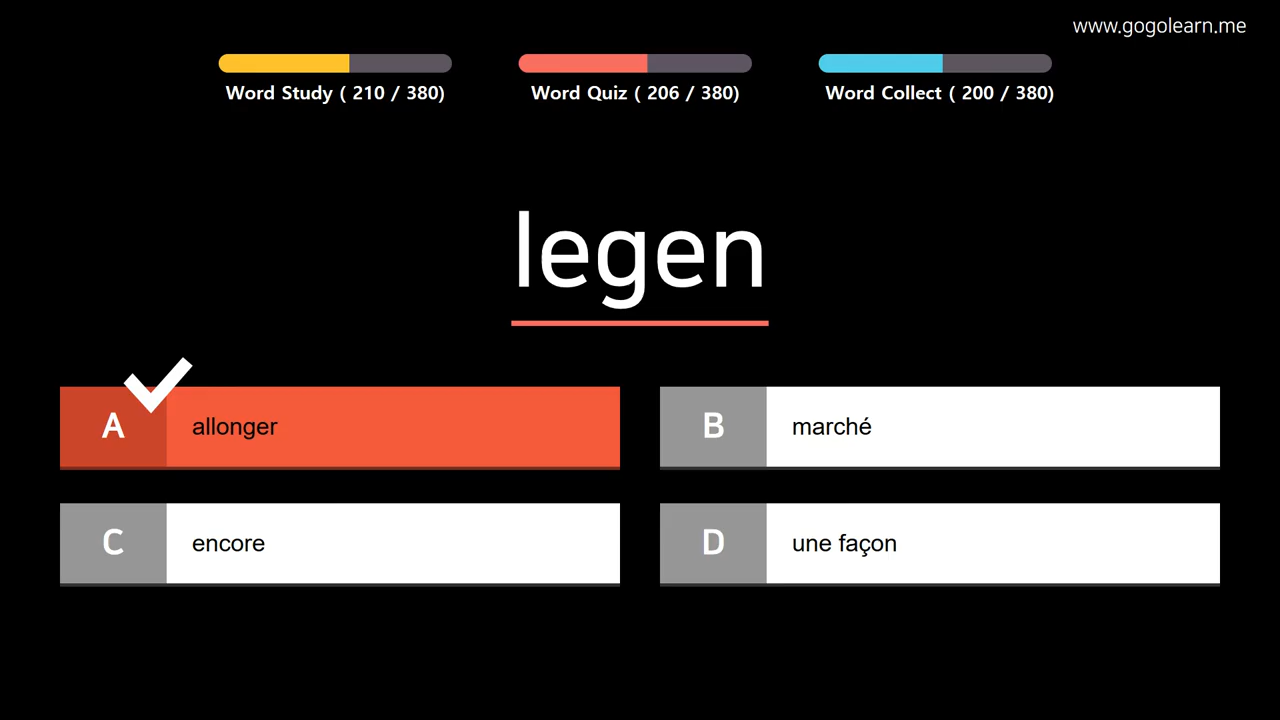 www.gogolearn.me
Word Study ( 210 / 380)
Word Quiz ( 206 / 380)
Word Collect ( 200 / 380)
legen
A allonger
B marché
C encore
D une façon